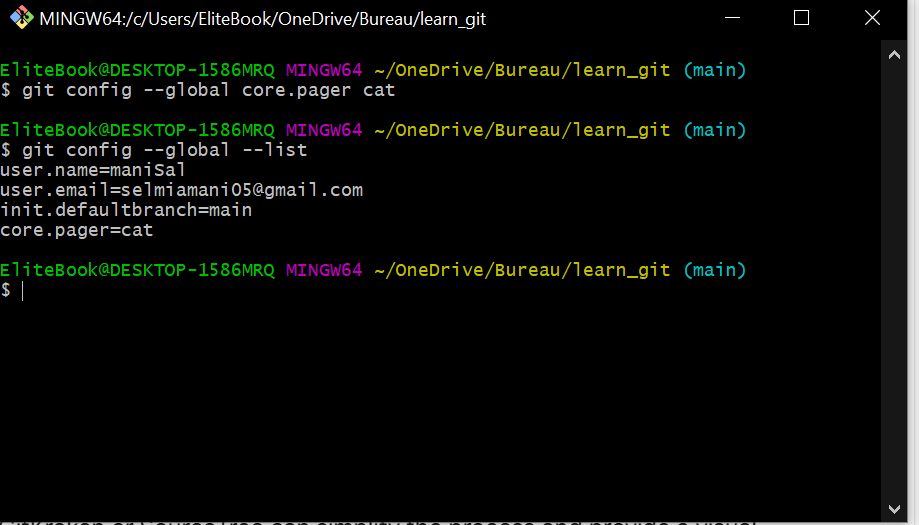 MINGW64:/c/Users/EliteBook/OneDrive/Bureau/learn_git
EliteBook@DESKTOP-1586MRQ MINGW64 ~/OneDrive/Bureau/learn_git (main)
$ git config --global core.pager cat
EliteBook@DESKTOP-1586MRQ MINGW64 ~/OneDrive/Bureau/learn_git (main)
$ git config --global --list
user.name=maniSal
user.email=selmiamani05@gmail.com
init.defaultbranch=main
core.pager=cat
EliteBook@DESKTOP-1586MRQ MINGW64 ~/OneDrive/Bureau/learn_git (main)
$